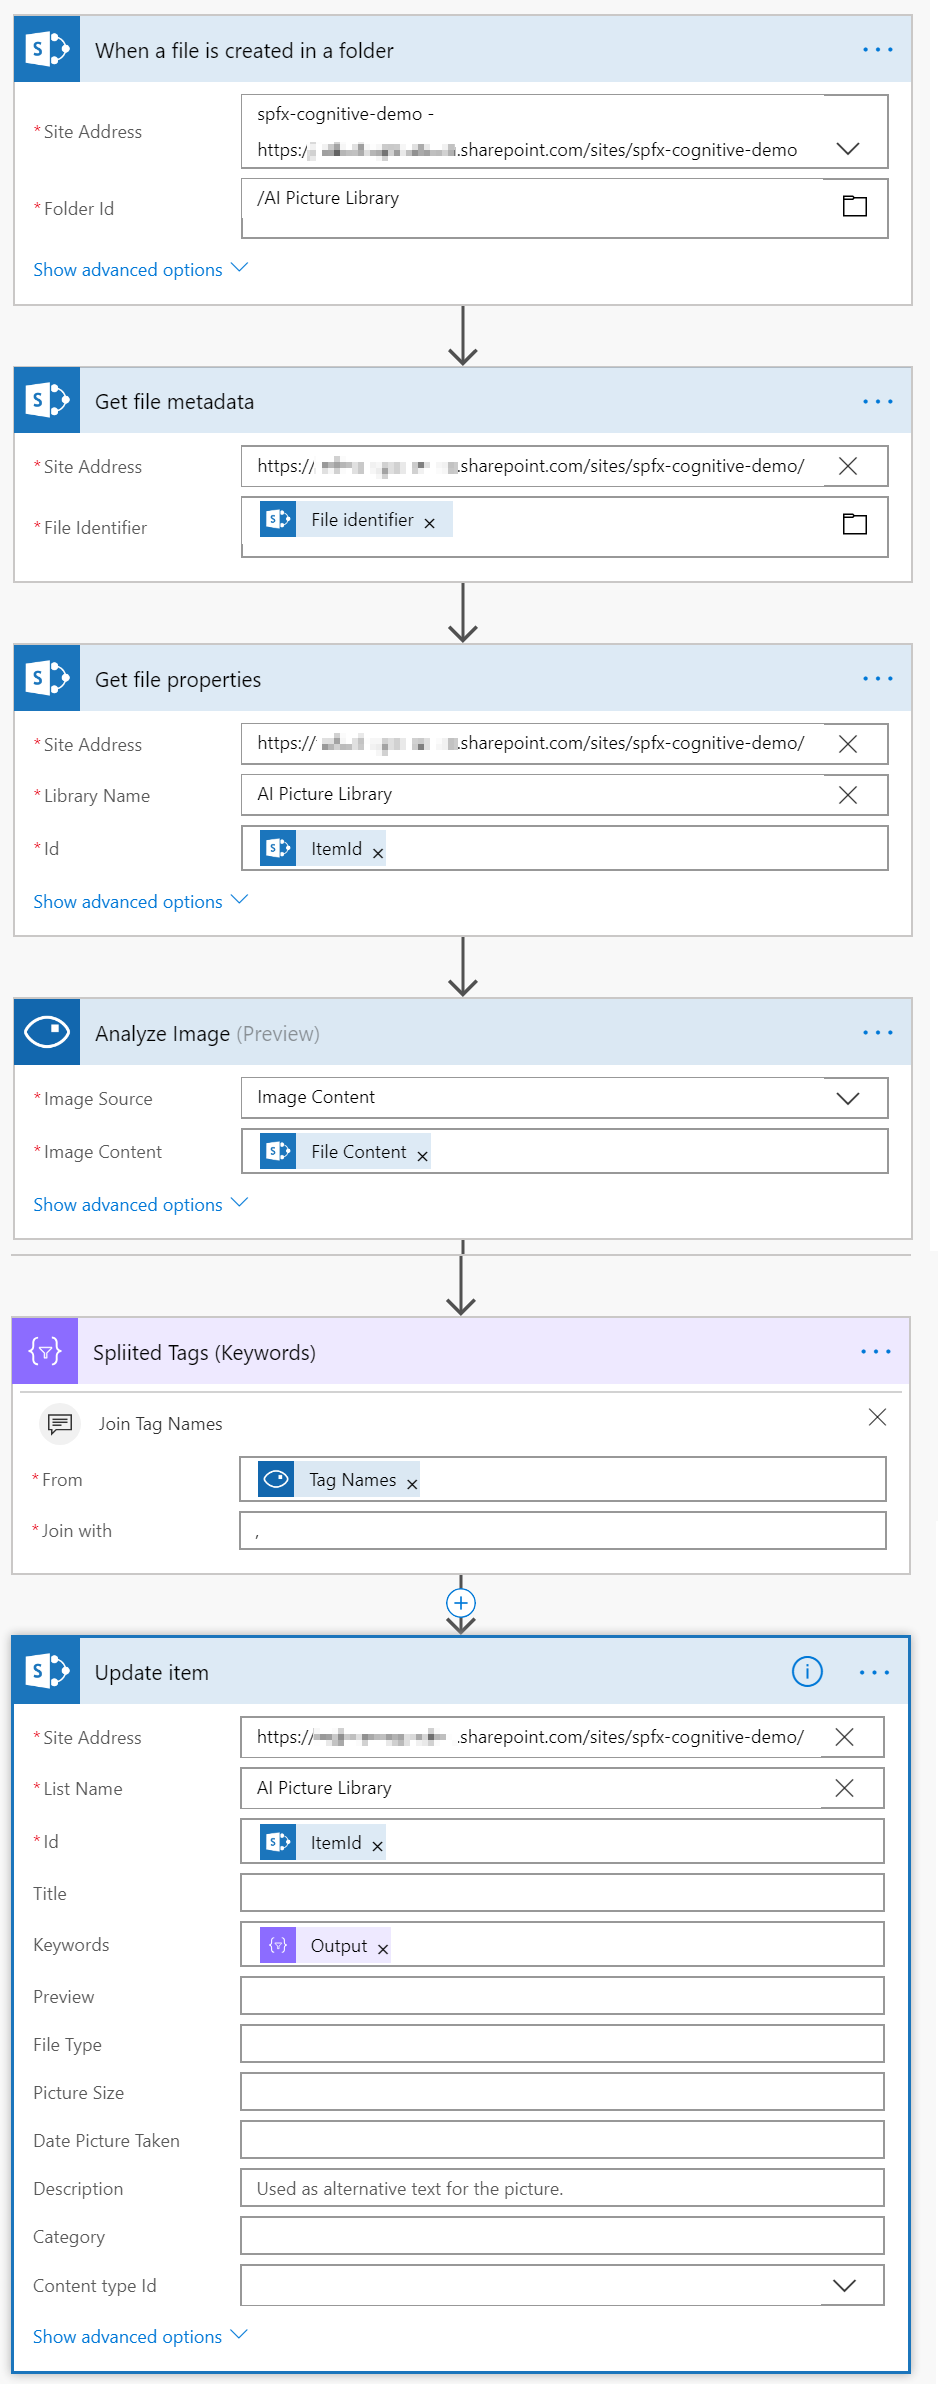 When a file is created in a folder
* Site Address
spfx-cognitive-demo -
https:/ .sharepoint.com/sites/spfx-cognitive-demo
* Folder Id
/AI Picture Library
Show advanced options
Get file metadata
* Site Address
https:// .sharepoint.com/sites/spfx-cognitive-demo/
* File Identifier
File identifier
Get file properties
* Site Address
https:// .sharepoint.com/sites/spfx-cognitive-demo/
* Library Name
AI Picture Library
* Id
ItemId
Show advanced options
Analyze Image (Preview)
* Image Source
Image Content
* Image Content
File Content
Show advanced options
Spliited Tags (Keywords)
Join Tag Names
* From
Tag Names
* Join with
,
Update item
* Site Address
https:// .sharepoint.com/sites/spfx-cognitive-demo/
* List Name
AI Picture Library
* Id
ItemId
Title
Keywords
Output
Preview
File Type
Picture Size
Date Picture Taken
Description
Used as alternative text for the picture.
Category
Content type Id
Show advanced options